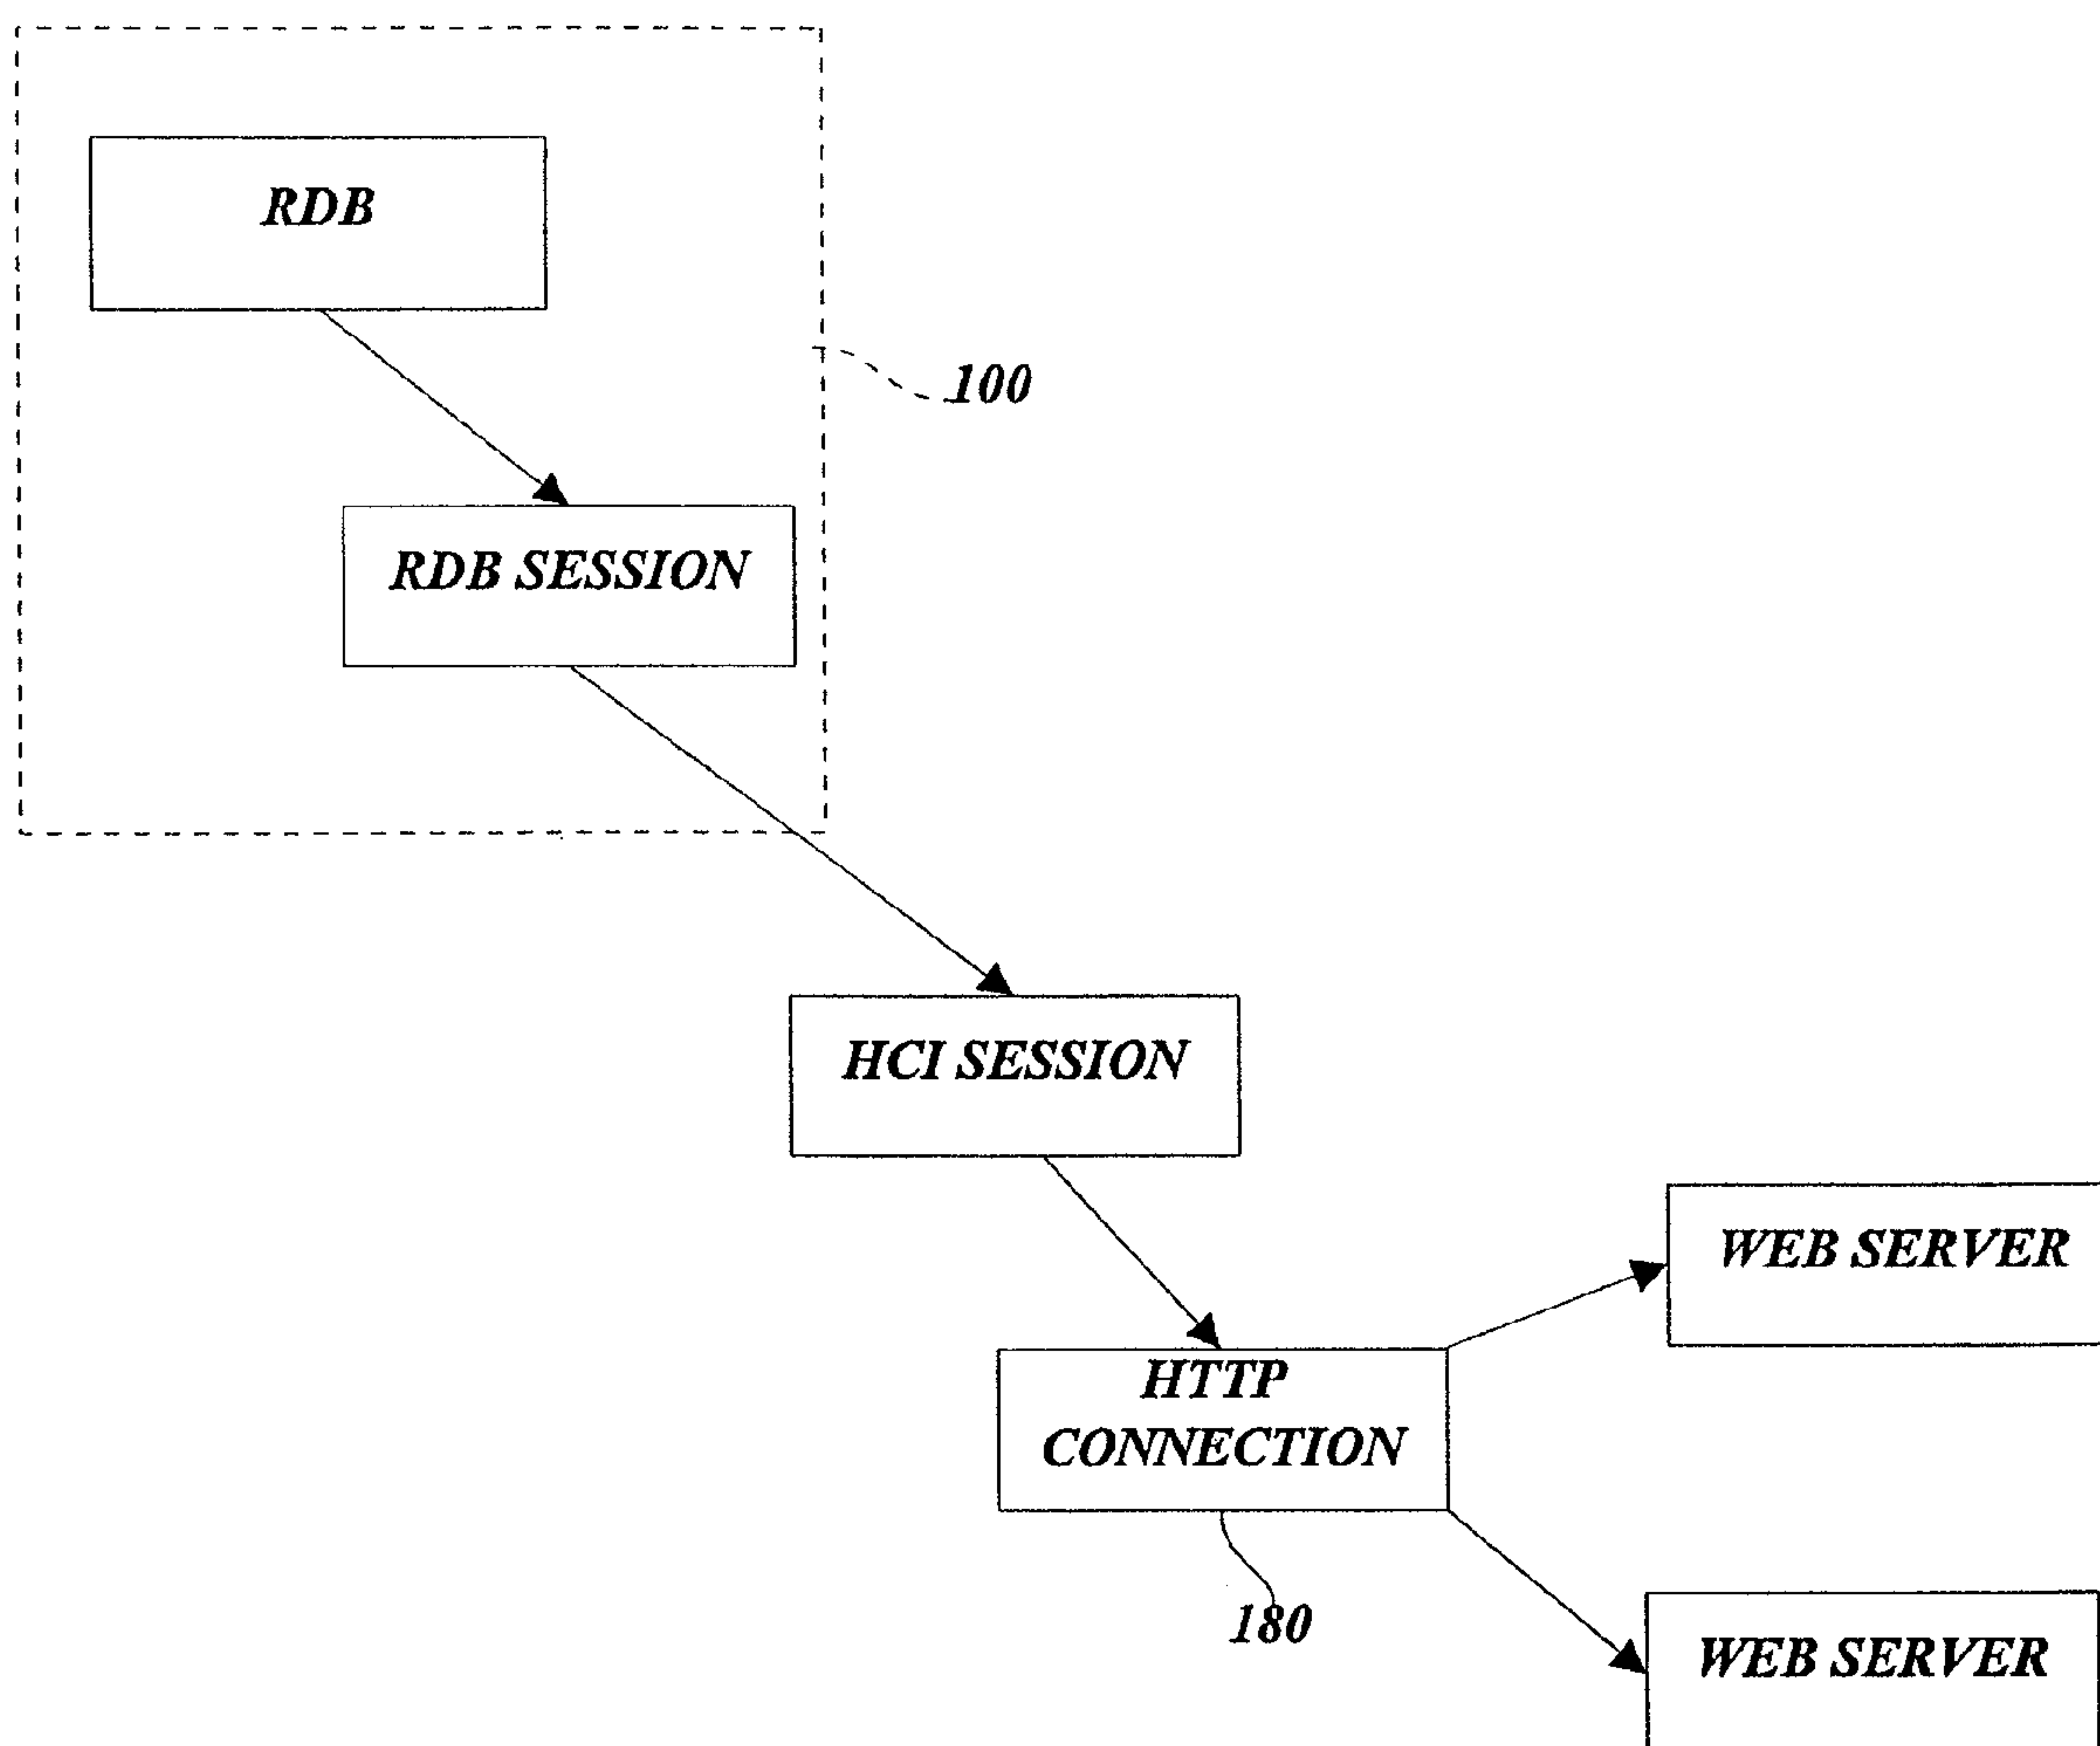 RDB
100
RDB SESSION
HCI SESSION
WEB SERVER
HTTP
CONNECTION
180
WEB SERVER